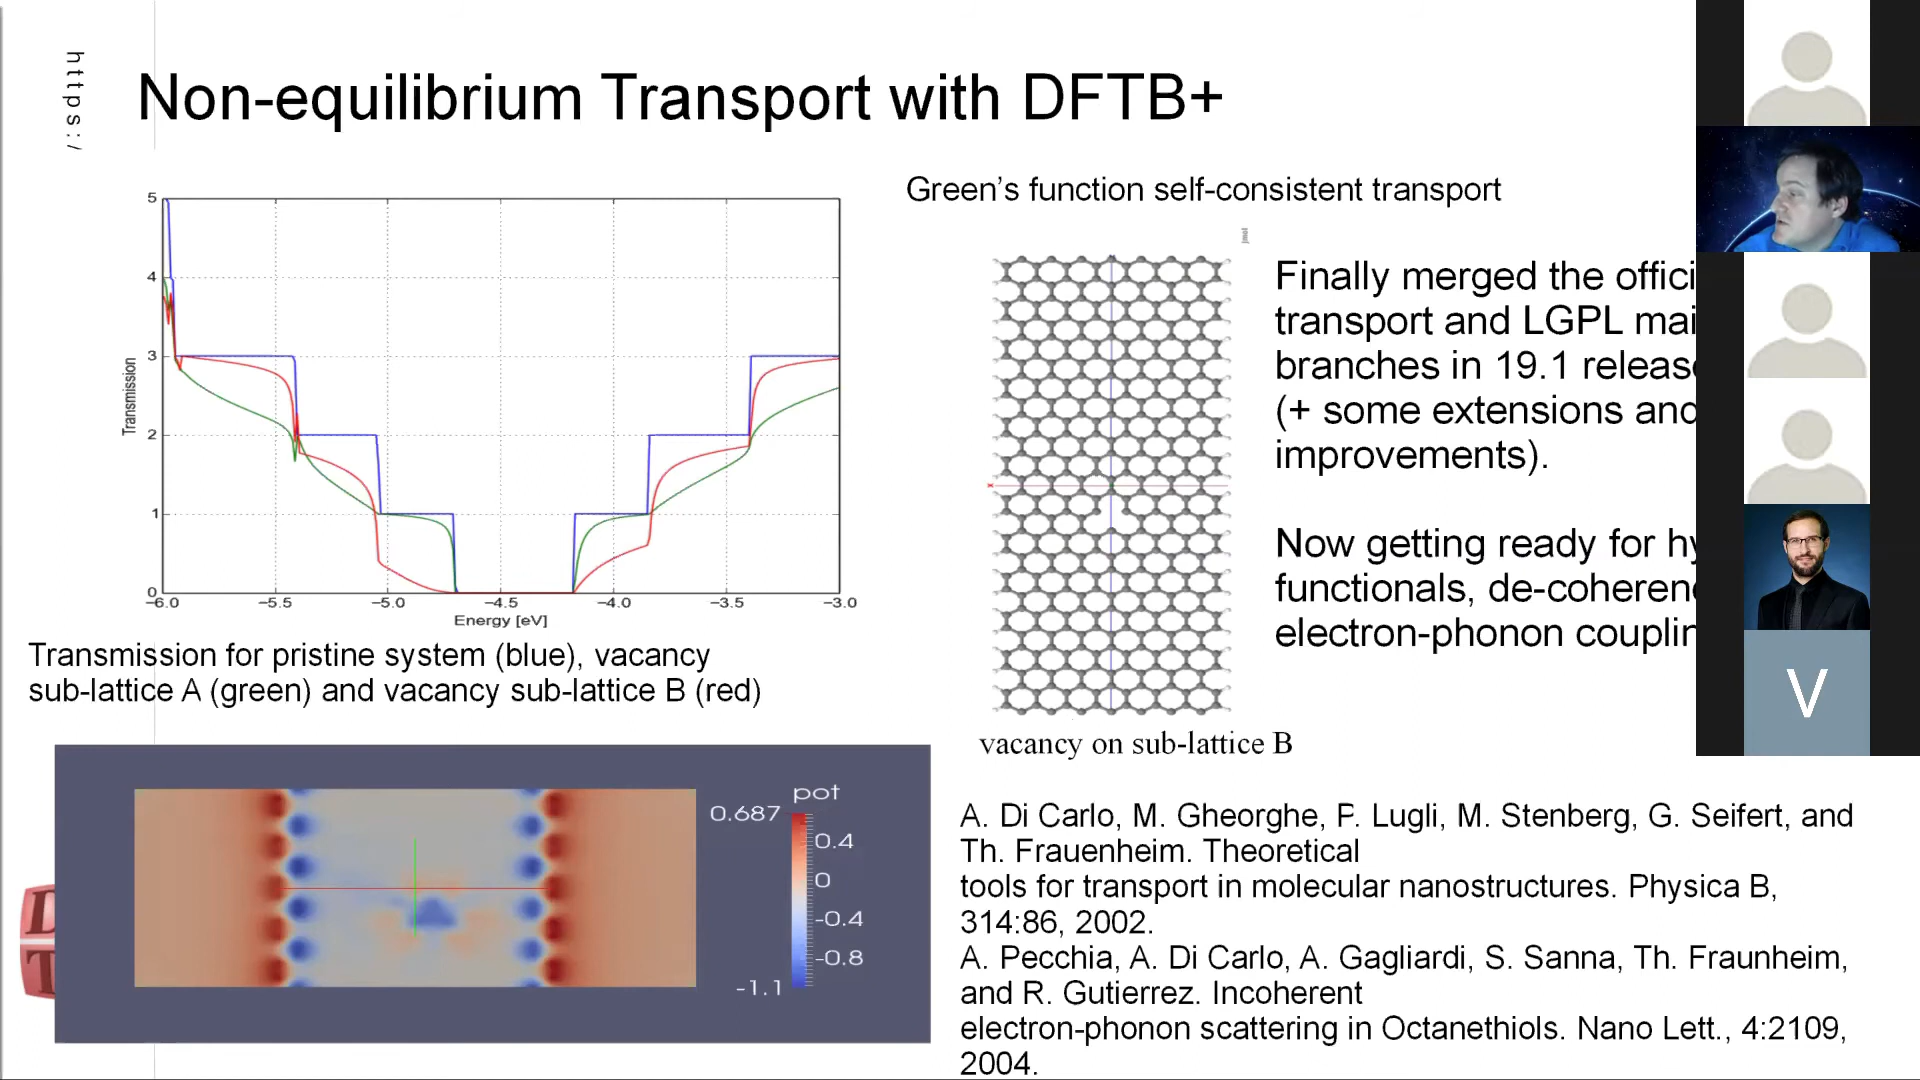 https:/
Non-equilibrium Transport with DFTB+
5
4
3
2
1
0
Transmission
−6.0 −5.5 −5.0 −4.5 −4.0 −3.5 −3.0
Energy [eV]
Transmission for pristine system (blue), vacancy
sub-lattice A (green) and vacancy sub-lattice B (red)
pot
0.687
0.4
0
-0.4
-0.8
-1.1
D
T
Green’s function self-consistent transport
jmol
vacancy on sub-lattice B
Finally merged the offici
transport and LGPL mai
branches in 19.1 releas
(+ some extensions and
improvements).
Now getting ready for hy
functionals, de-coheren
electron-phonon couplin
V
A. Di Carlo, M. Gheorghe, P. Lugli, M. Stenberg, G. Seifert, and
Th. Frauenheim. Theoretical
tools for transport in molecular nanostructures. Physica B,
314:86, 2002.
A. Pecchia, A. Di Carlo, A. Gagliardi, S. Sanna, Th. Fraunheim,
and R. Gutierrez. Incoherent
electron-phonon scattering in Octanethiols. Nano Lett., 4:2109,
2004.